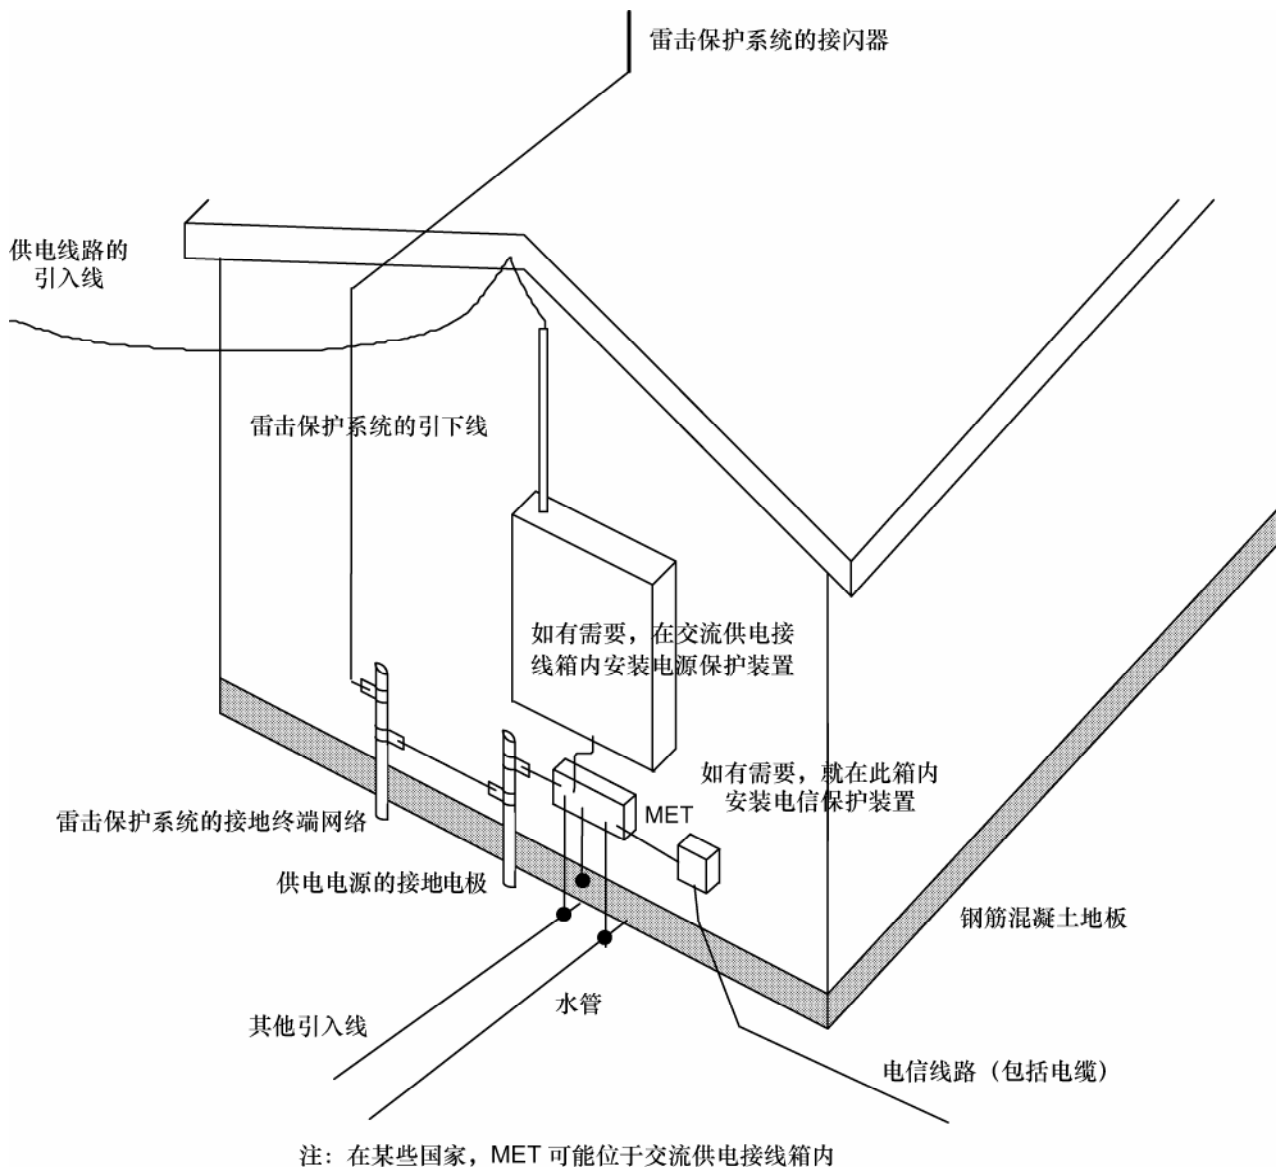 雷击保护系统的接闪器
供电线路的
引入线
雷击保护系统的引下线
如有需要，在交流供电接
线箱内安装电源保护装置
如有需要，就在此箱内
安装电信保护装置
MET
雷击保护系统的接地终端网络
供电电源的接地电极
钢筋混凝土地板
水管
其他引入线
电信线路（包括电缆）
注：在某些国家，MET 可能位于交流供电接线箱内